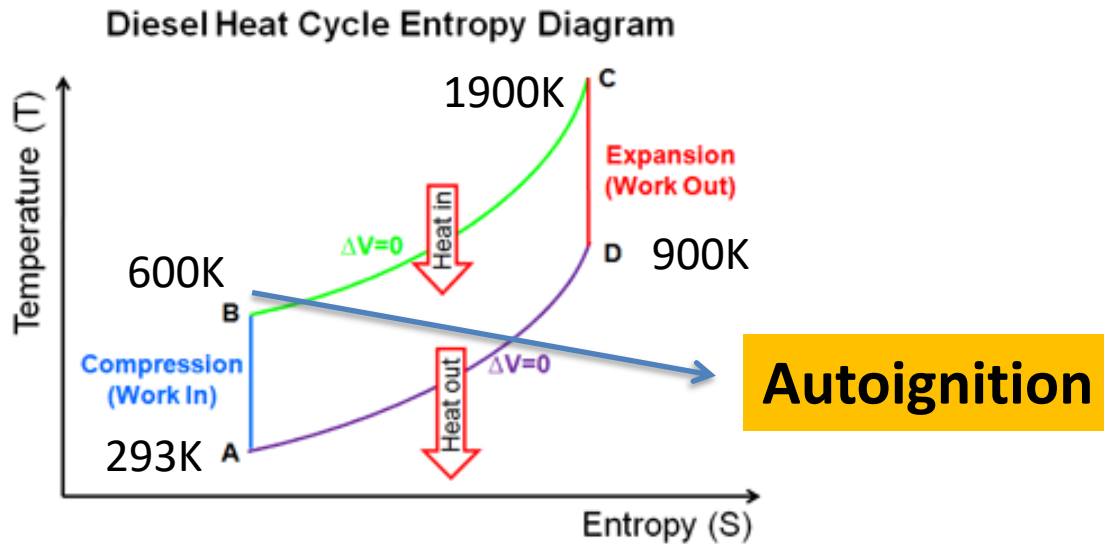 Diesel Heat Cycle Entropy Diagram
Temperature (T)
1900K
C
Expansion
(Work Out)
Heat in
ΔV=0
D
900K
600K
B
Compression
(Work In)
Heat out
ΔV=0
Autoignition
293K
A
Entropy (S)